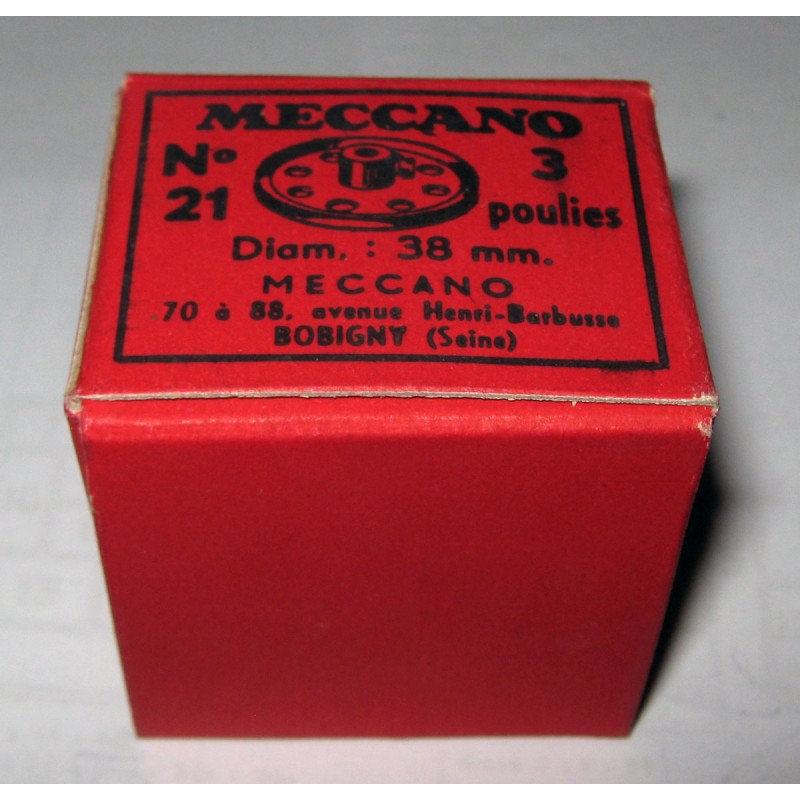 MECCANO
No 21
3 poulies
Diam. : 38 mm.
MECCANO
70 à 88, avenue Henri-Barbusse
BOBIGNY (Seine)